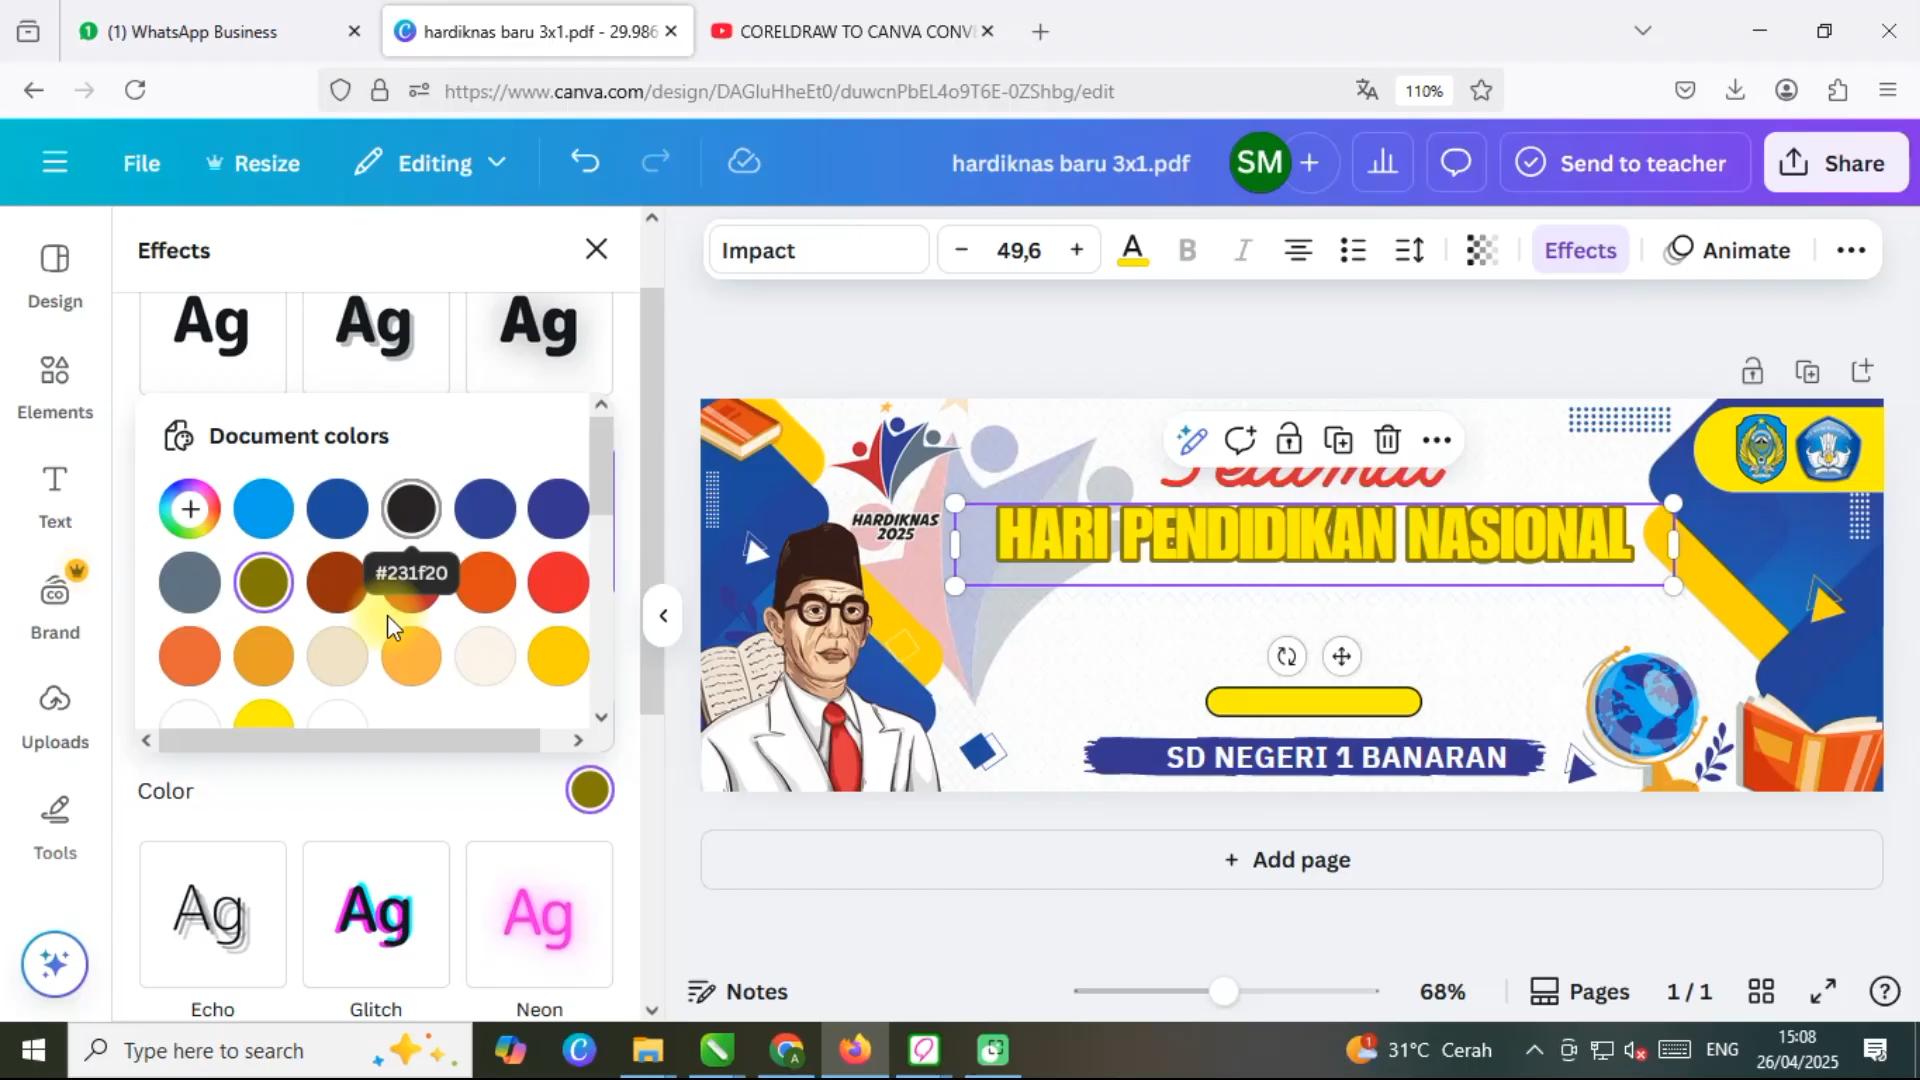 (1) WhatsApp Business
hardiknas baru 3x1.pdf - 29.986
CORELDRAW TO CANVA CONV
https://www.canva.com/design/DAGluHheEt0/duwcnPbEL4o9T6E-0ZShbg/edit
110%
File
Resize
Editing
hardiknas baru 3x1.pdf
SM
Send to teacher
Share
Design
Elements
Text
Brand
Uploads
Tools
Effects
Ag
Ag
Ag
Document colors
#231f20
Color
Ag
Ag
Ag
Echo
Glitch
Neon
Impact
49,6
A
B
I
Effects
Animate
Selamat
HARDIKNAS
2025
HARI PENDIDIKAN NASIONAL
SD NEGERI 1 BANARAN
+ Add page
Notes
68%
Pages
1 / 1
Type here to search
31°C Cerah
ENG
15:08
26/04/2025